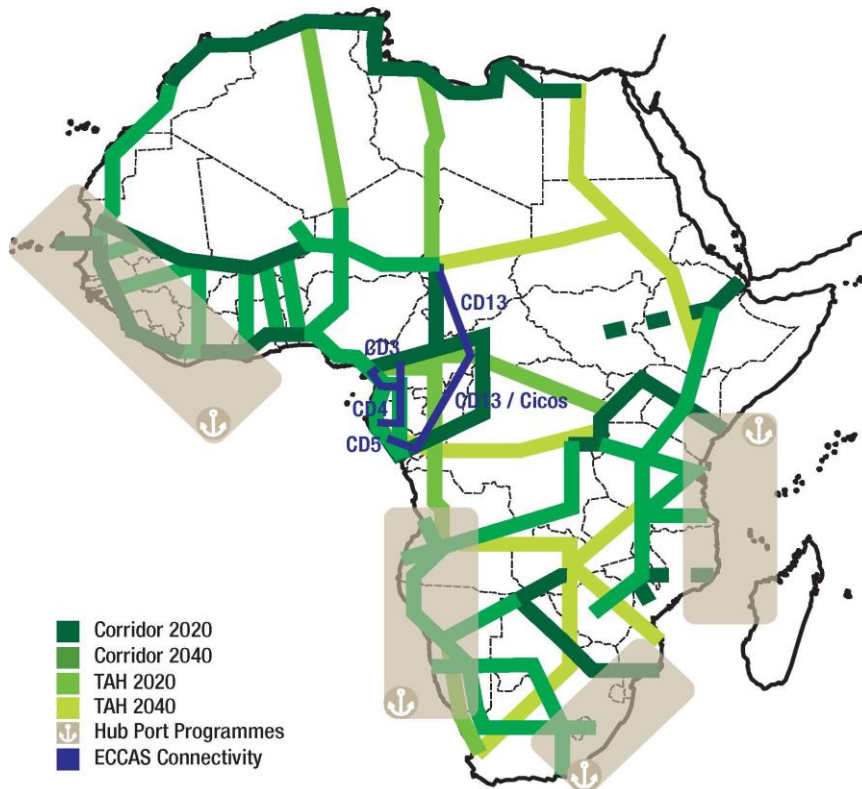 CD13
CD3
CD4
CD13 / Cicos
CD5
Corridor 2020
Corridor 2040
TAH 2020
TAH 2040
Hub Port Programmes
ECCAS Connectivity